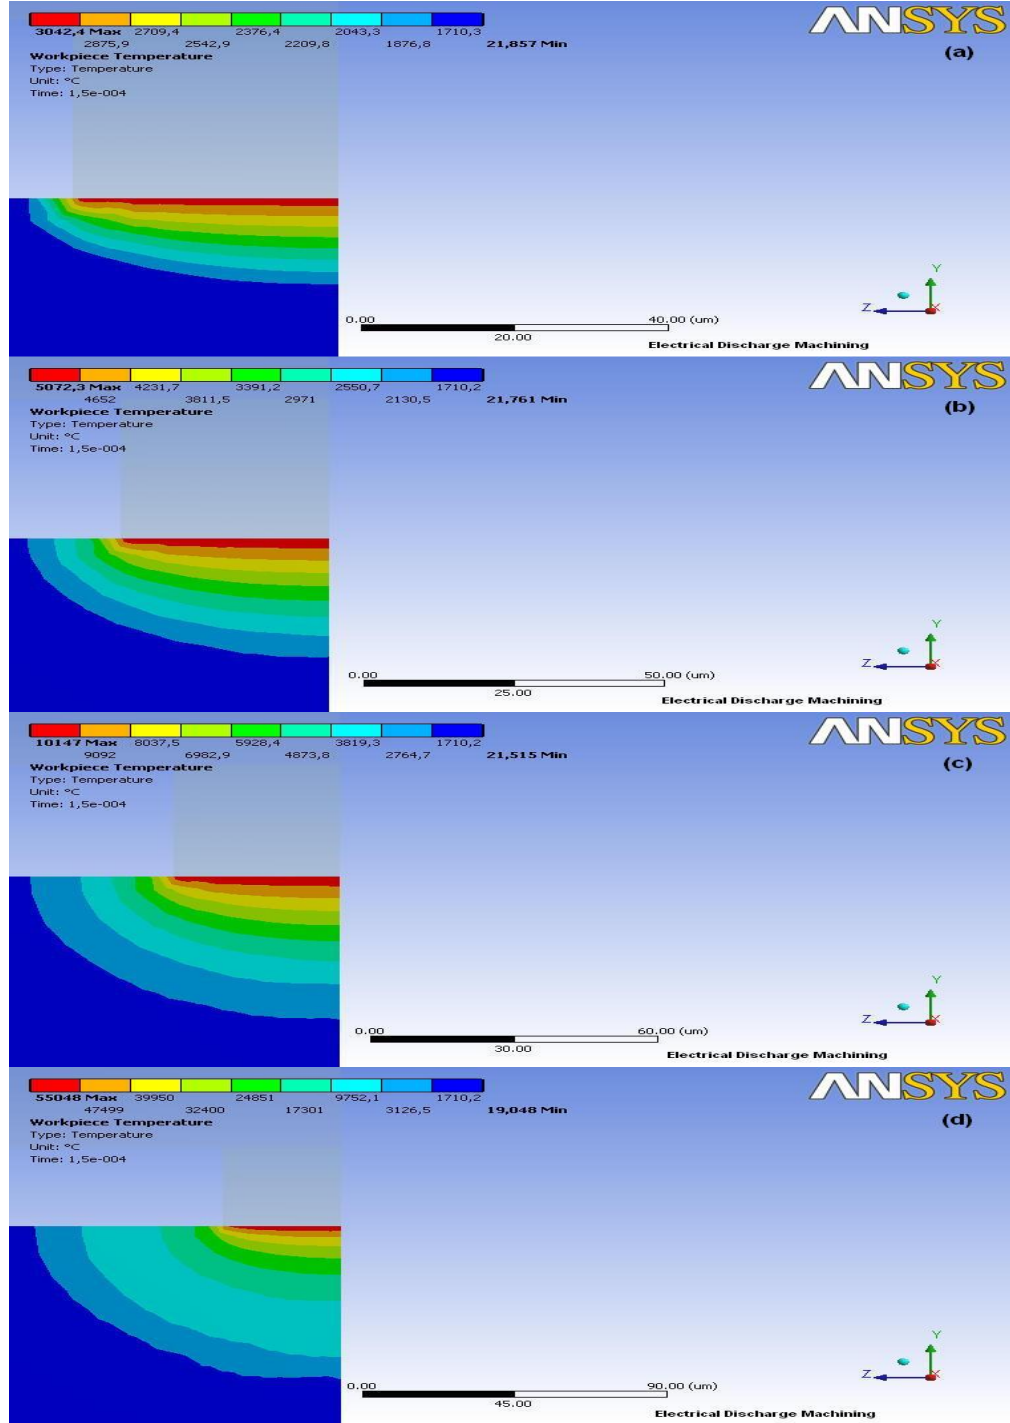 ANSYS
3042,4 Max 2709,4 2376,4 2043,3 1710,3
2875,9 2542,9 2209,8 1876,8 21,857 Min
(a)
Workpiece Temperature
Type: Temperature
Unit: °C
Time: 1,5e-004
Y
Z X
0.00 40.00 (um)
20.00
Electrical Discharge Machining
ANSYS
5072,3 Max 4231,7 3391,2 2550,7 1710,2
4652 3811,5 2971 2130,5 21,761 Min
(b)
Workpiece Temperature
Type: Temperature
Unit: °C
Time: 1,5e-004
Y
Z X
0.00 50.00 (um)
25.00
Electrical Discharge Machining
ANSYS
10147 Max 8037,5 5928,4 3819,3 1710,2
9092 6982,9 4873,8 2764,7 21,515 Min
(c)
Workpiece Temperature
Type: Temperature
Unit: °C
Time: 1,5e-004
Y
Z X
0.00 60.00 (um)
30.00
Electrical Discharge Machining
ANSYS
55048 Max 39950 24851 9752,1 1710,2
47499 32400 17301 3126,5 19,048 Min
(d)
Workpiece Temperature
Type: Temperature
Unit: °C
Time: 1,5e-004
Y
Z X
0.00 90.00 (um)
45.00
Electrical Discharge Machining